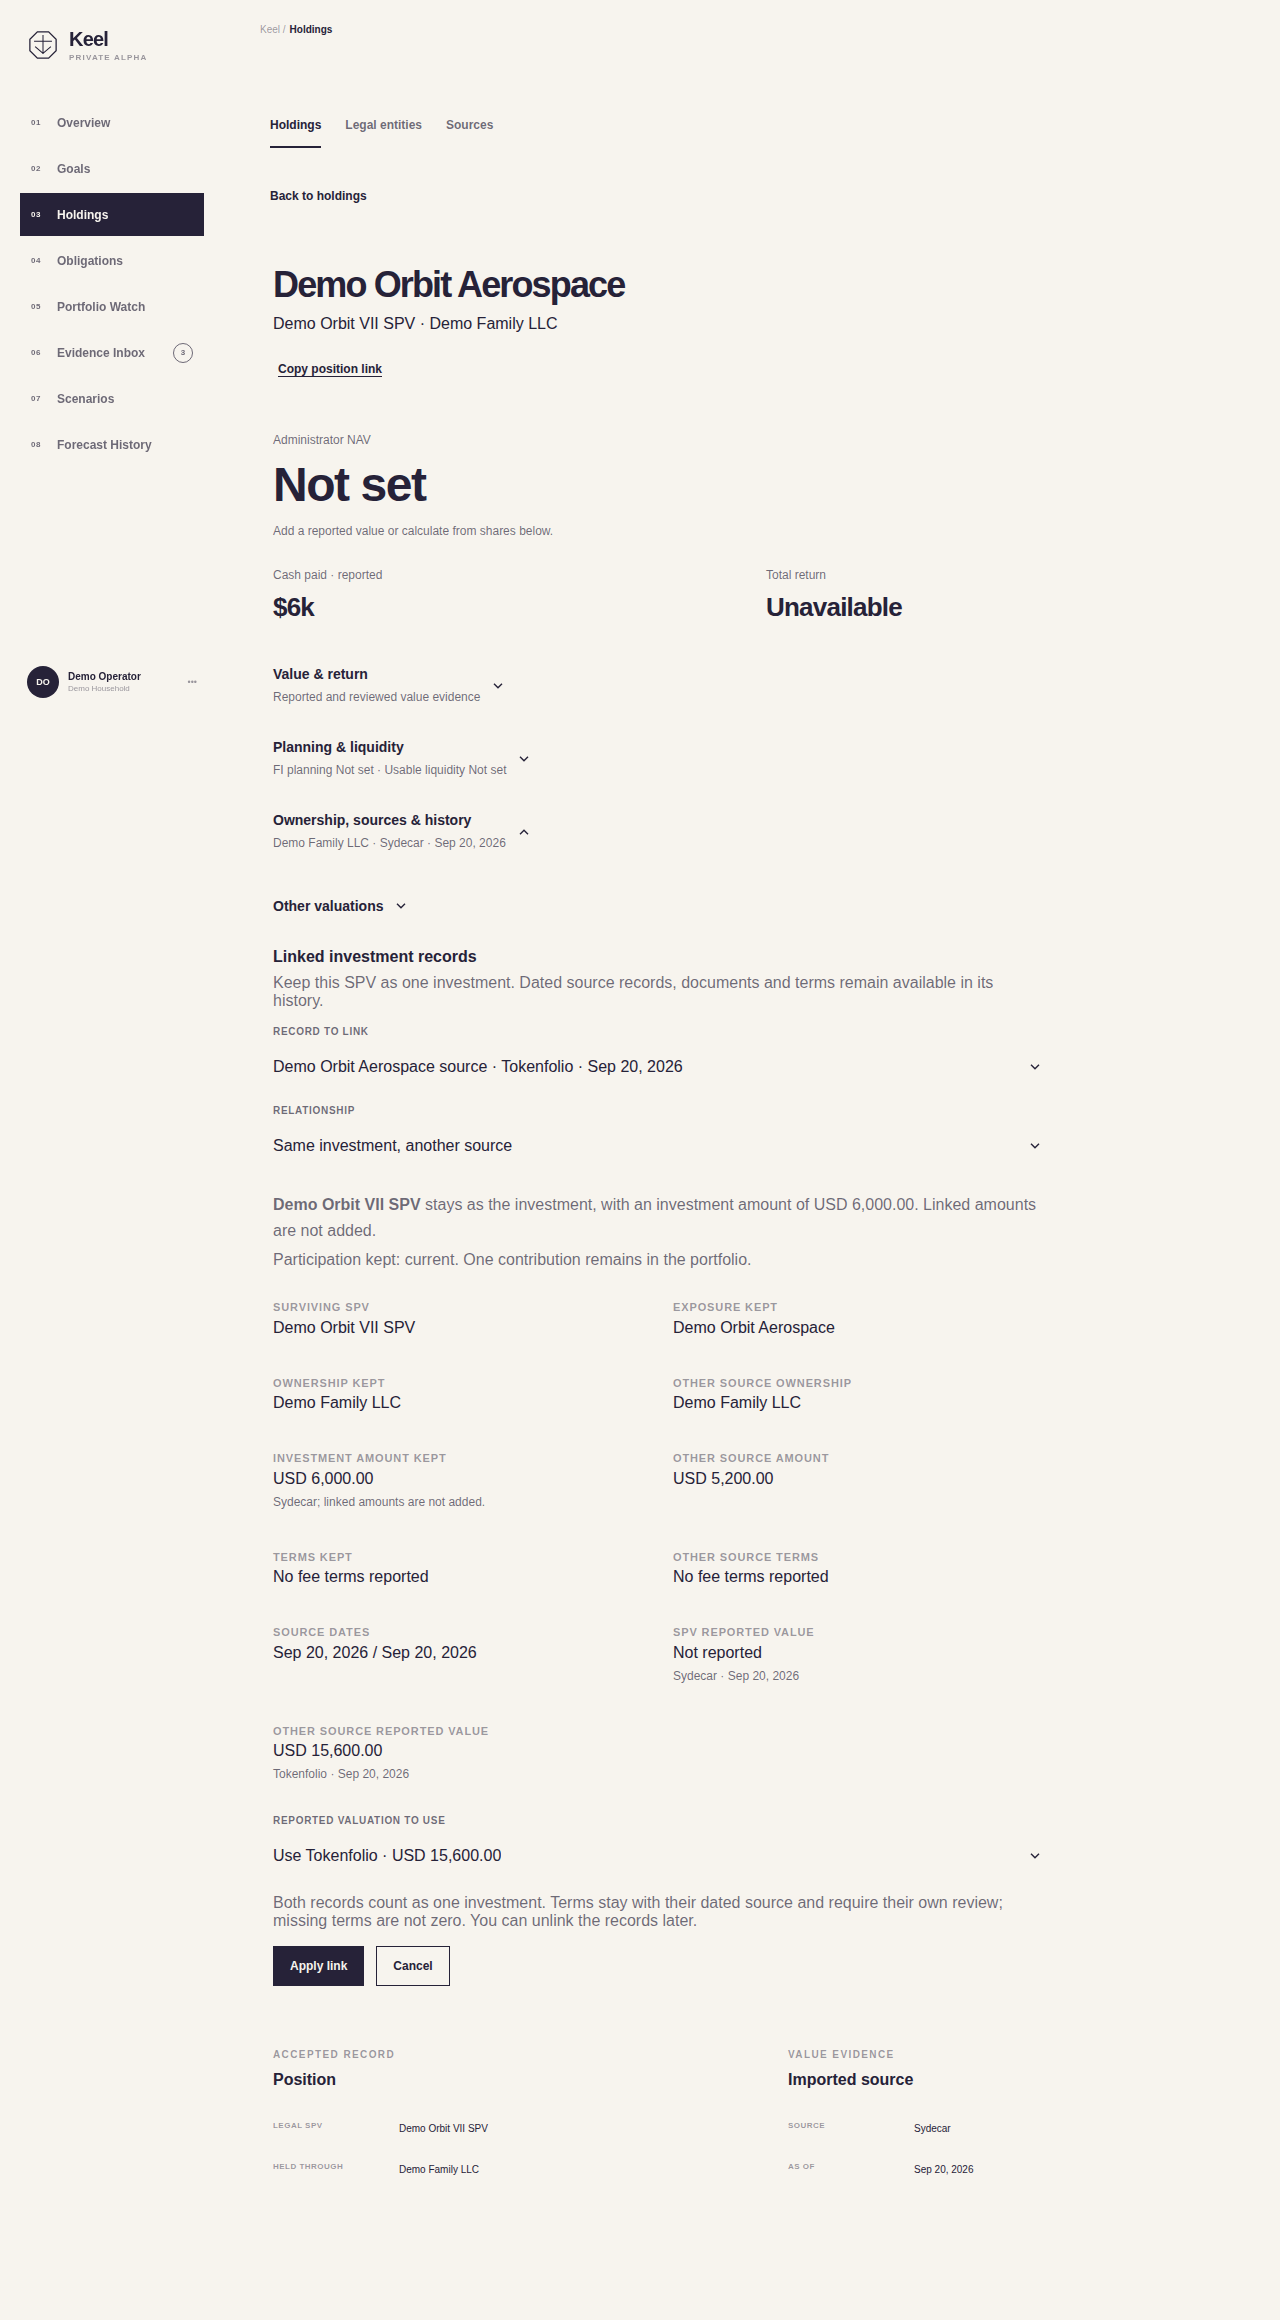 Keel
PRIVATE ALPHA
Keel / Holdings
01 Overview
02 Goals
03 Holdings
04 Obligations
05 Portfolio Watch
06 Evidence Inbox 3
07 Scenarios
08 Forecast History
DO Demo Operator
Demo Household
Holdings Legal entities Sources
Back to holdings
Demo Orbit Aerospace
Demo Orbit VII SPV · Demo Family LLC
Copy position link
Administrator NAV
Not set
Add a reported value or calculate from shares below.
Cash paid · reported
$6k
Total return
Unavailable
Value & return
Reported and reviewed value evidence
Planning & liquidity
FI planning Not set · Usable liquidity Not set
Ownership, sources & history
Demo Family LLC · Sydecar · Sep 20, 2026
Other valuations
Linked investment records
Keep this SPV as one investment. Dated source records, documents and terms remain available in its
history.
RECORD TO LINK
Demo Orbit Aerospace source · Tokenfolio · Sep 20, 2026
RELATIONSHIP
Same investment, another source
Demo Orbit VII SPV stays as the investment, with an investment amount of USD 6,000.00. Linked amounts
are not added.
Participation kept: current. One contribution remains in the portfolio.
SURVIVING SPV
Demo Orbit VII SPV
EXPOSURE KEPT
Demo Orbit Aerospace
OWNERSHIP KEPT
Demo Family LLC
OTHER SOURCE OWNERSHIP
Demo Family LLC
INVESTMENT AMOUNT KEPT
USD 6,000.00
Sydecar; linked amounts are not added.
OTHER SOURCE AMOUNT
USD 5,200.00
TERMS KEPT
No fee terms reported
OTHER SOURCE TERMS
No fee terms reported
SOURCE DATES
Sep 20, 2026 / Sep 20, 2026
SPV REPORTED VALUE
Not reported
Sydecar · Sep 20, 2026
OTHER SOURCE REPORTED VALUE
USD 15,600.00
Tokenfolio · Sep 20, 2026
REPORTED VALUATION TO USE
Use Tokenfolio · USD 15,600.00
Both records count as one investment. Terms stay with their dated source and require their own review;
missing terms are not zero. You can unlink the records later.
Apply link Cancel
ACCEPTED RECORD
Position
LEGAL SPV Demo Orbit VII SPV
HELD THROUGH Demo Family LLC
VALUE EVIDENCE
Imported source
SOURCE Sydecar
AS OF Sep 20, 2026